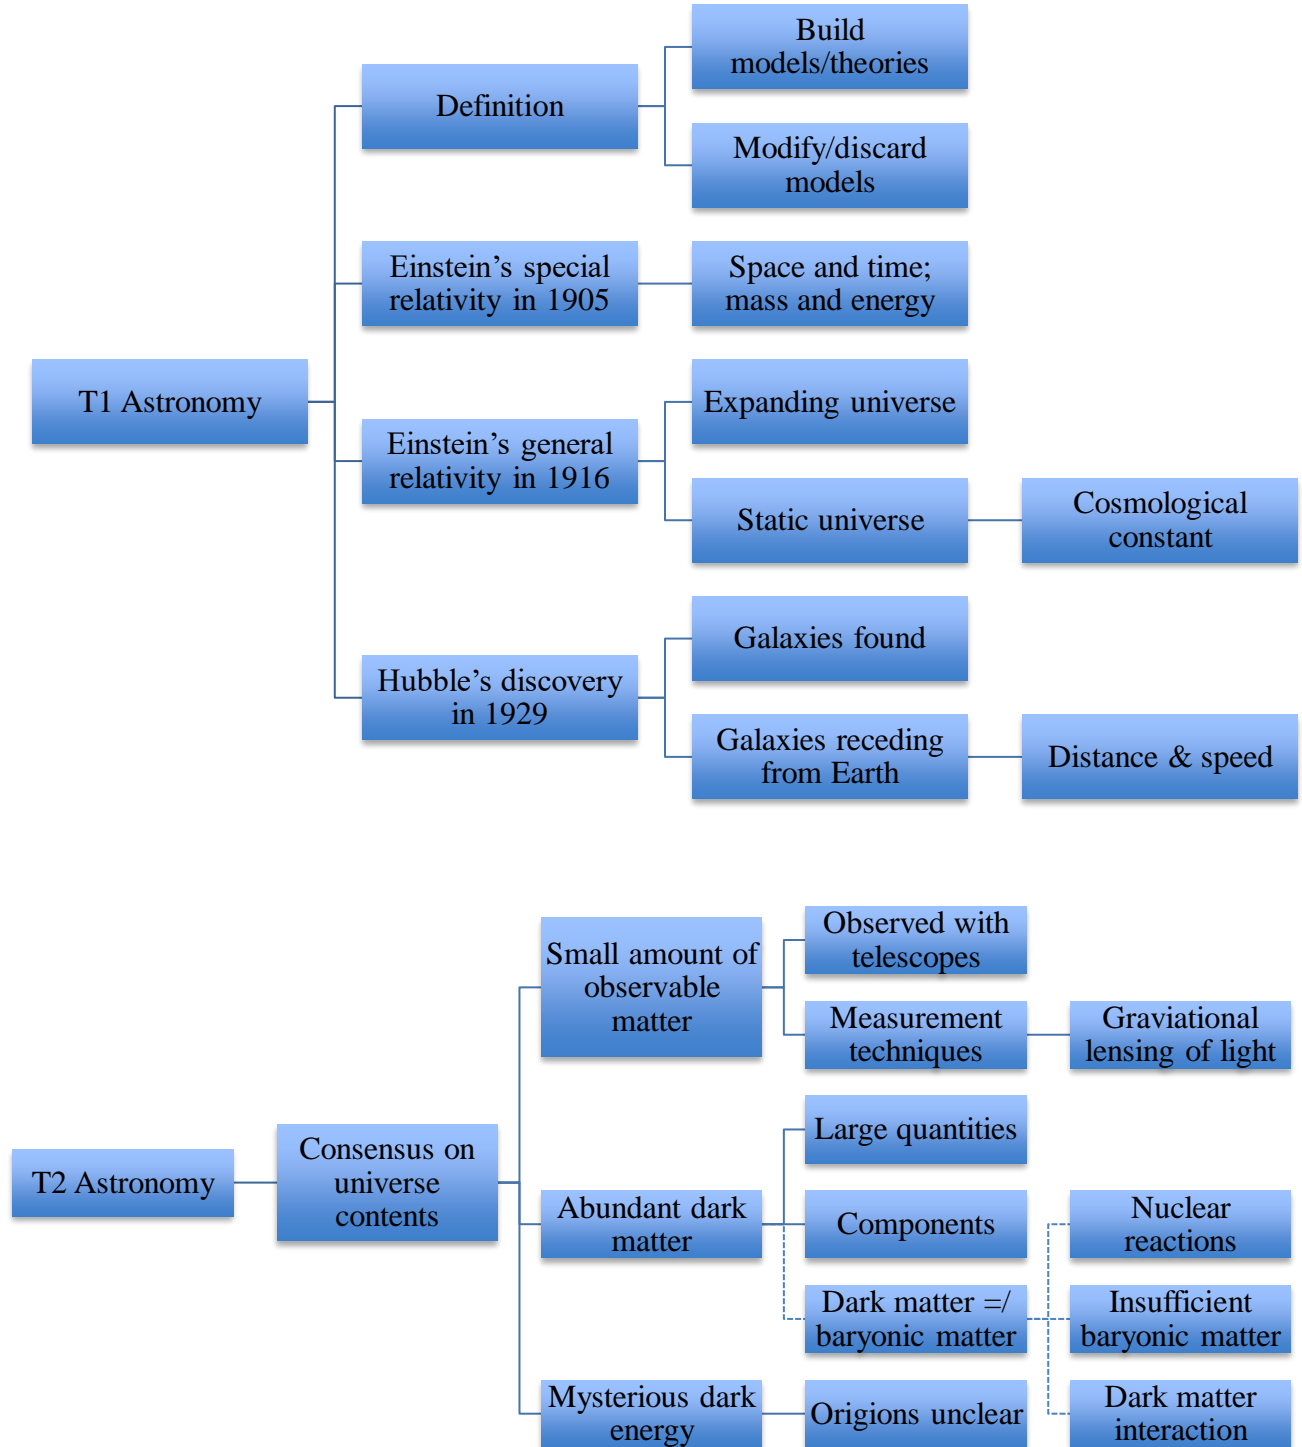 Build
models/theories
Definition
Modify/discard
models
Einstein’s special
relativity in 1905
Space and time;
mass and energy
T1 Astronomy
Expanding universe
Einstein’s general
relativity in 1916
Static universe
Cosmological
constant
Galaxies found
Hubble’s discovery
in 1929
Galaxies receding
from Earth
Distance & speed
Observed with
telescopes
Small amount of
observable
matter
Measurement
techniques
Graviational
lensing of light
Large quantities
T2 Astronomy
Consensus on
universe
contents
Abundant dark
matter
Components
Nuclear
reactions
Dark matter =/
baryonic matter
Insufficient
baryonic matter
Mysterious dark
energy
Origions unclear
Dark matter
interaction